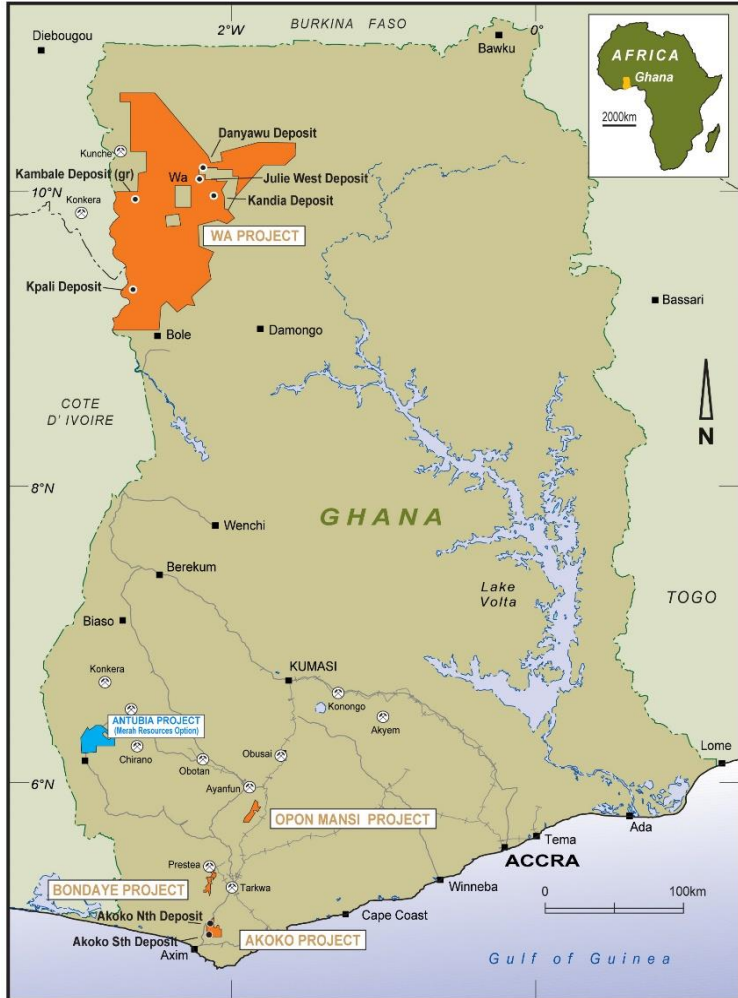 BURKINA FASO
2°W
0°
Diebougou
Bawku
AFRICA
Ghana
2000km
Danyawu Deposit
Kunche
Kambale Deposit (gr)
Wa
Julie West Deposit
10°N
Konkera
Kandia Deposit
WA PROJECT
Kpali Deposit
Bassari
Bole
Damongo
COTE
D' IVOIRE
N
8°N
GHANA
Wenchi
Berekum
Lake
Volta
TOGO
Biaso
KUMASI
Konkera
Konongo
Akyem
ANTUBIA PROJECT
(Merah Resources Option)
Chirano
Obusai
Obotan
Lome
6°N
Ayanfun
OPON MANSI PROJECT
Ada
Tema
ACCRA
Prestea
BONDAYE PROJECT
Tarkwa
Winneba
0
100km
Akoko Nth Deposit
Cape Coast
Akoko Sth Deposit
AKOKO PROJECT
Axim
Gulf of Guinea